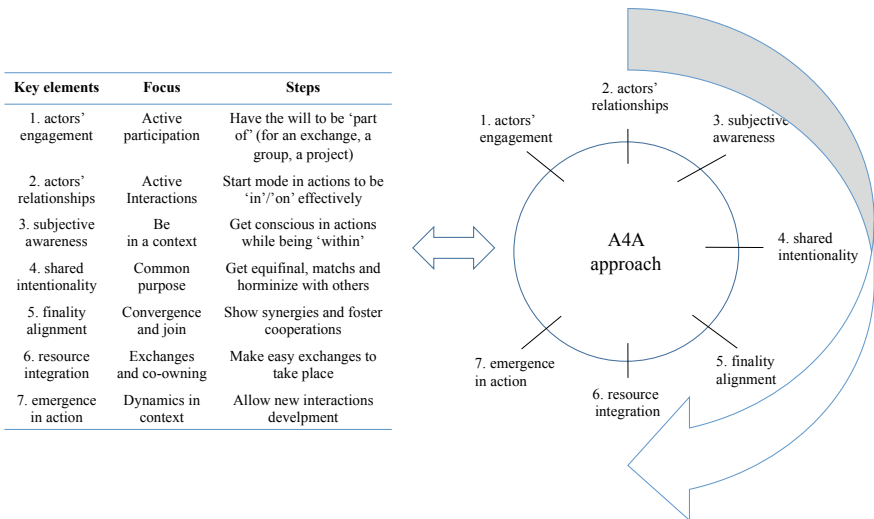 Key elements Focus Steps
1. actors' Active Have the will to be 'part
engagement participation of' (for an exchange, a
group, a project)
2. actors' Active Start mode in actions to be
relationships Interactions 'in'/'on' effectively
3. subjective Be Get conscious in actions
awareness in a context while being 'within'
4. shared Common Get equifinal, matchs and
intentionality purpose horminize with others
5. finality Convergence Show synergies and foster
alignment and join cooperations
6. resource Exchanges Make easy exchanges to
integration and co-owning take place
7. emergence Dynamics in Allow new interactions
in action context develpment
1. actors'
engagement
2. actors'
relationships
3. subjective
awareness
4. shared
intentionality
5. finality
alignment
6. resource
integration
7. emergence
in action
A4A
approach